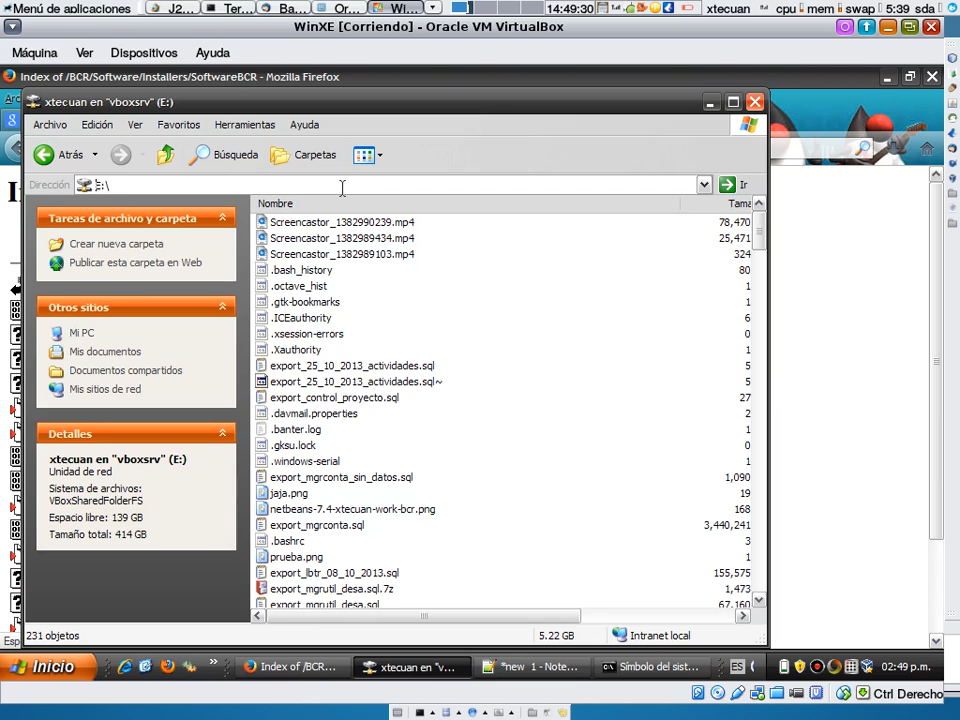 Menú de aplicaciones
J2...
Ter...
Ba...
Or...
WI...
14:49:30
xtecuan
cpu
mem
swap
5:39
sda
WinXE [Corriendo] - Oracle VM VirtualBox
Máquina Ver Dispositivos Ayuda
Index of /BCR/Software/Installers/SoftwareBCR - Mozilla Firefox
xtecuan en "vboxsrv" (E:)
Archivo Edición Ver Favoritos Herramientas Ayuda
Atrás
Búsqueda
Carpetas
Dirección
E:\
Ir
Tareas de archivo y carpeta
Crear nueva carpeta
Publicar esta carpeta en Web
Otros sitios
Mi PC
Mis documentos
Documentos compartidos
Mis sitios de red
Detalles
xtecuan en "vboxsrv" (E:)
Unidad de red
Sistema de archivos:
VBoxSharedFolderFS
Espacio libre: 139 GB
Tamaño total: 414 GB
Nombre Tama
Screencastor_1382990239.mp4 78,470
Screencastor_1382989434.mp4 25,471
Screencastor_1382989103.mp4 324
.bash_history 80
.octave_hist 1
.gtk-bookmarks 1
.ICEauthority 6
.xsession-errors 0
.Xauthority 1
export_25_10_2013_actividades.sql 5
export_25_10_2013_actividades.sql~ 5
export_control_proyecto.sql 27
.davmail.properties 2
.banter.log 1
.gksu.lock 0
.windows-serial 1
export_mgrconta_sin_datos.sql 1,090
jaja.png 19
netbeans-7.4-xtecuan-work-bcr.png 168
export_mgrconta.sql 3,440,241
.bashrc 3
prueba.png 1
export_lbtr_08_10_2013.sql 155,575
export_mgrutil_desa.sql.7z 1,473
export_mgrutil_desa.sql 67,160
231 objetos
5.22 GB
Intranet local
Inicio
»
Index of /BCR...
xtecuan en "v...
*new 1 - Note...
Símbolo del sist...
ES
02:49 p.m.
Ctrl Derecho